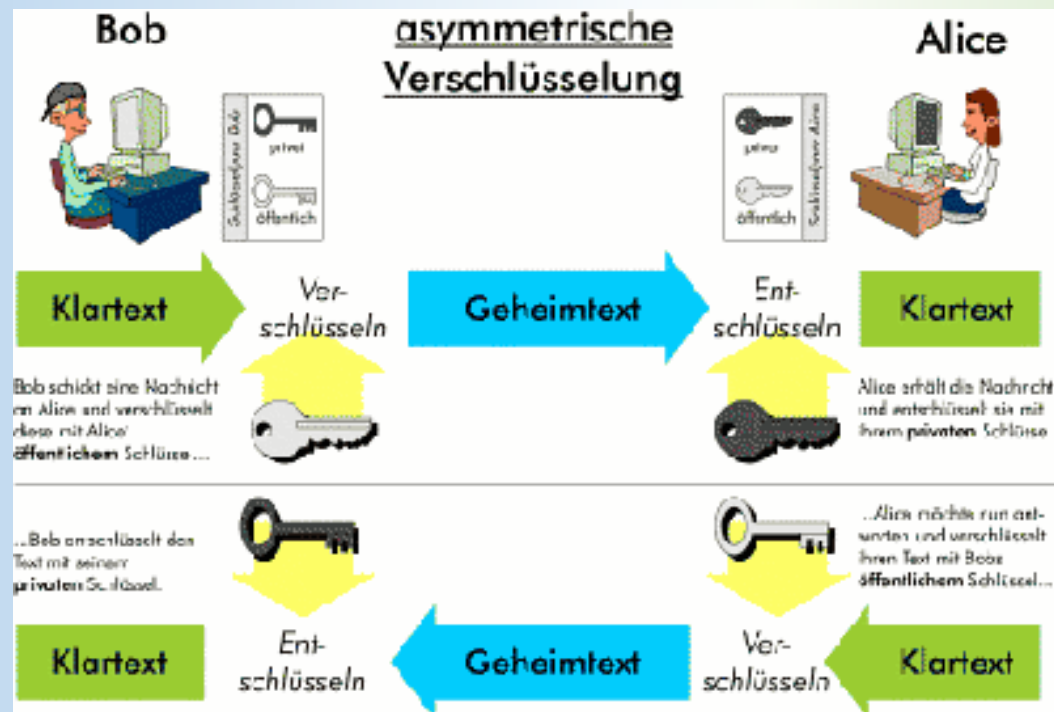 Bob
asymmetrische
Verschlüsselung
Alice
privat
öffentlich
privat
öffentlich
Klartext
Ver-
schlüsseln
Geheimtext
Ent-
schlüsseln
Klartext
Bob schickt eine Nachricht
an Alice und verschlüsselt
diese mit Alice'
öffentlichem Schlüssel...
Alice erhält die Nachricht
und entschlüsselt sie mit
ihrem privaten Schlüssel
...Bob entschlüsselt den
Text mit seinem
privaten Schlüssel.
...Alice möchte nun ant-
worten und verschlüsselt
ihren Text mit Bobs
öffentlichem Schlüssel...
Klartext
Ent-
schlüsseln
Geheimtext
Ver-
schlüsseln
Klartext